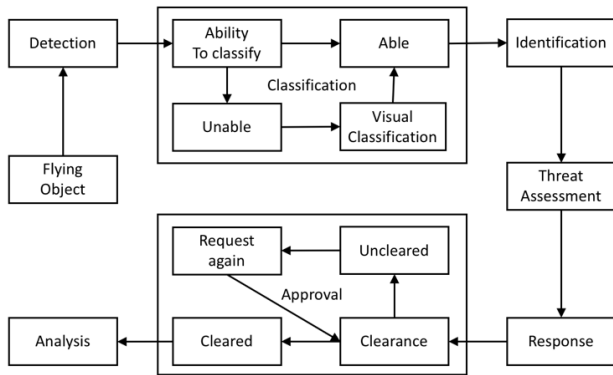 Detection
Ability
To classify
Able
Identification
Classification
Unable
Visual
Classification
Flying
Object
Threat
Assessment
Request
again
Uncleared
Approval
Analysis
Cleared
Clearance
Response